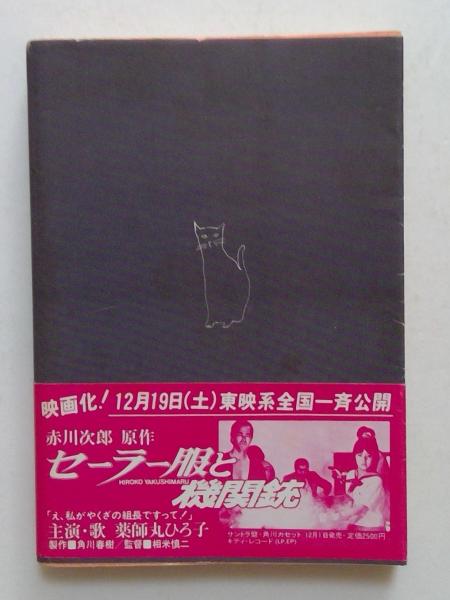 映画化! 12月19日(土)東映系全国一斉公開
赤川次郎 原作
セーラー服と
HIROKO YAKUSHIMARU
機関銃
「え、私がやくざの組長ですって!」
主演・歌 薬師丸ひろ子
製作■角川春樹/監督■相米慎二
サントラ盤・角川カセット 12月1日発売・定価2500円
キティ・レコード(LP,EP)